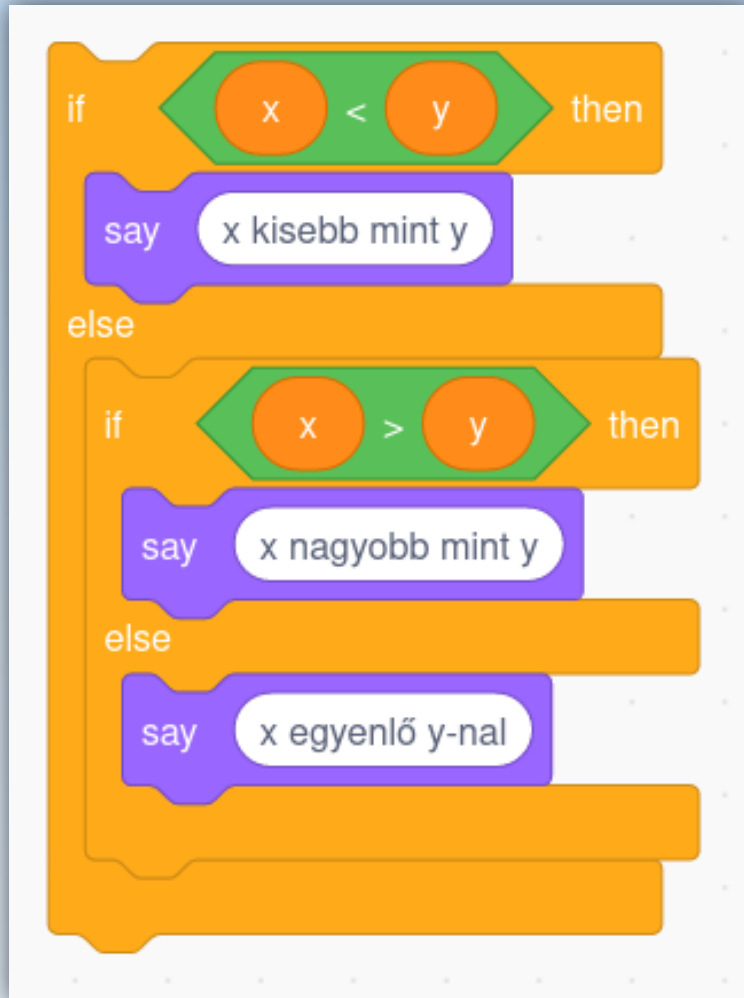 if x < y then
say x kisebb mint y
else
if x > y then
say x nagyobb mint y
else
say x egyenlő y-nal